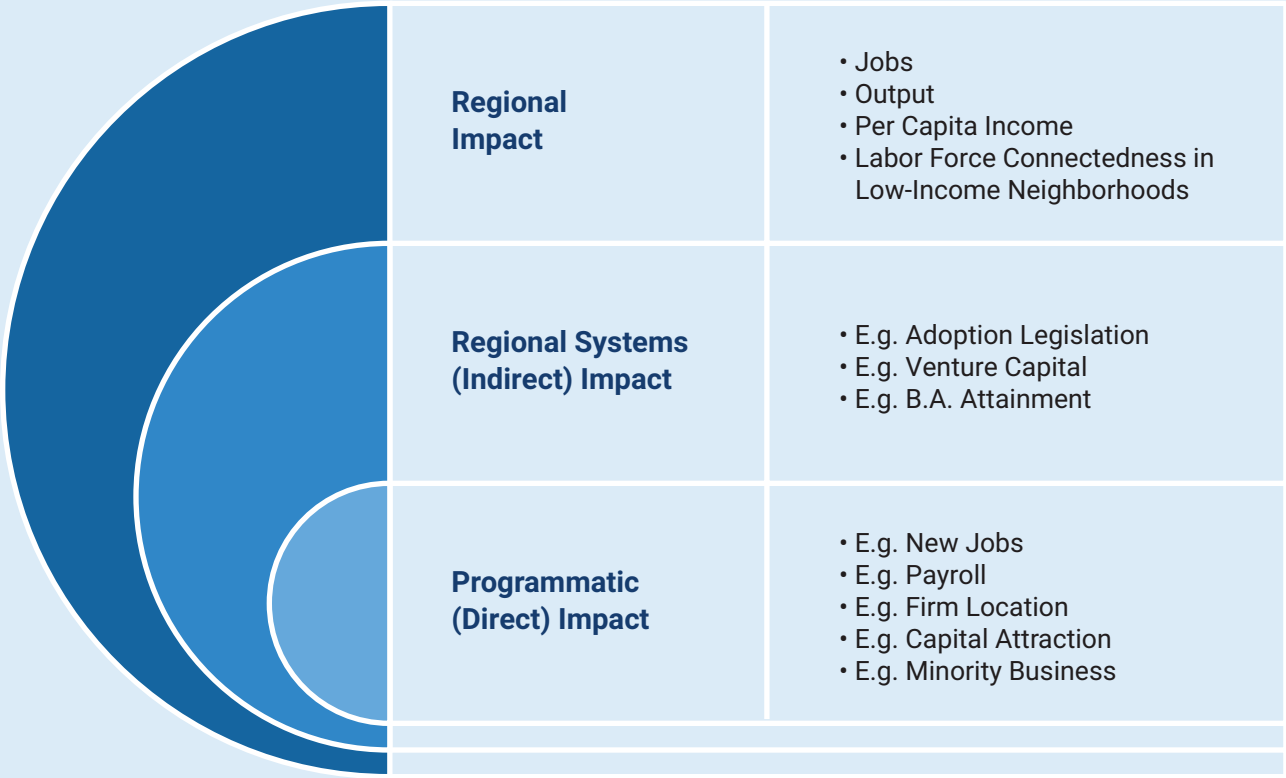 Regional
Impact
• Jobs
• Output
• Per Capita Income
• Labor Force Connectedness in
Low-Income Neighborhoods
Regional Systems
(Indirect) Impact
• E.g. Adoption Legislation
• E.g. Venture Capital
• E.g. B.A. Attainment
Programmatic
(Direct) Impact
• E.g. New Jobs
• E.g. Payroll
• E.g. Firm Location
• E.g. Capital Attraction
• E.g. Minority Business